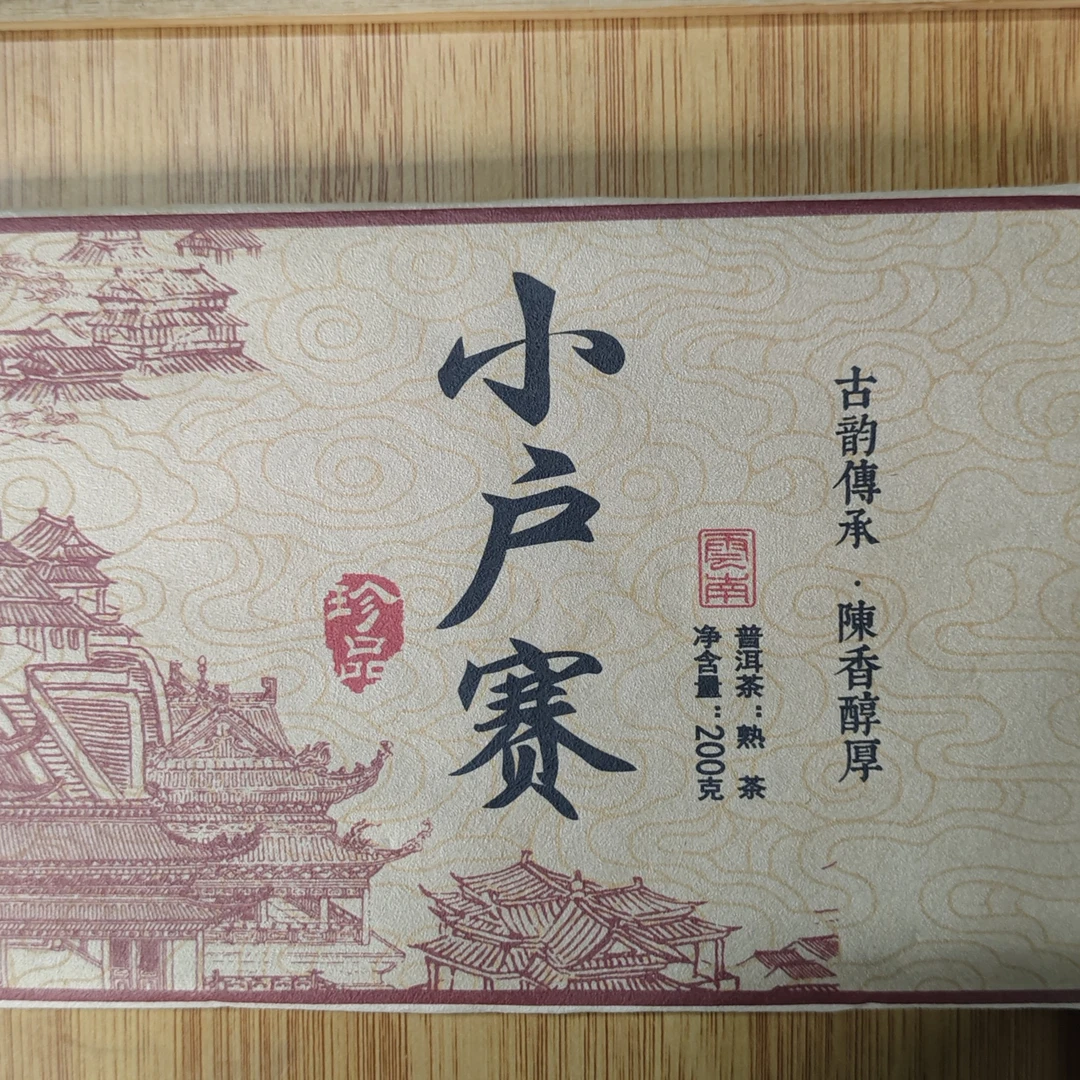 古韵傳承·陳香醇厚
雲南
普洱茶：熟 茶
净含量：200克
小户赛
珍品